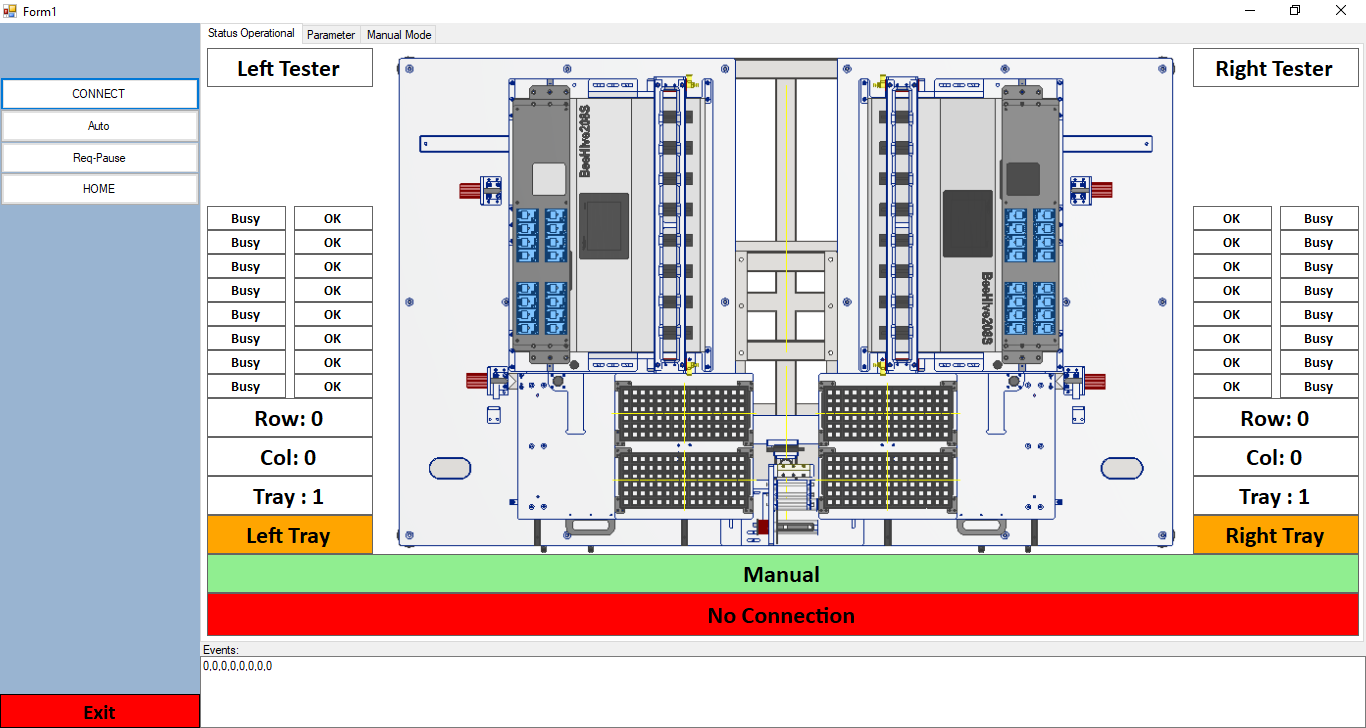 Form1
Status Operational Parameter Manual Mode
Left Tester
Right Tester
CONNECT
Auto
Req-Pause
HOME
BeeHive208S
BeeHive208S
Busy OK
Busy OK
Busy OK
Busy OK
Busy OK
Busy OK
Busy OK
Busy OK
Row: 0
Col: 0
Tray : 1
Left Tray
OK Busy
OK Busy
OK Busy
OK Busy
OK Busy
OK Busy
OK Busy
OK Busy
Row: 0
Col: 0
Tray : 1
Right Tray
Manual
No Connection
Events:
0,0,0,0,0,0,0,0
Exit